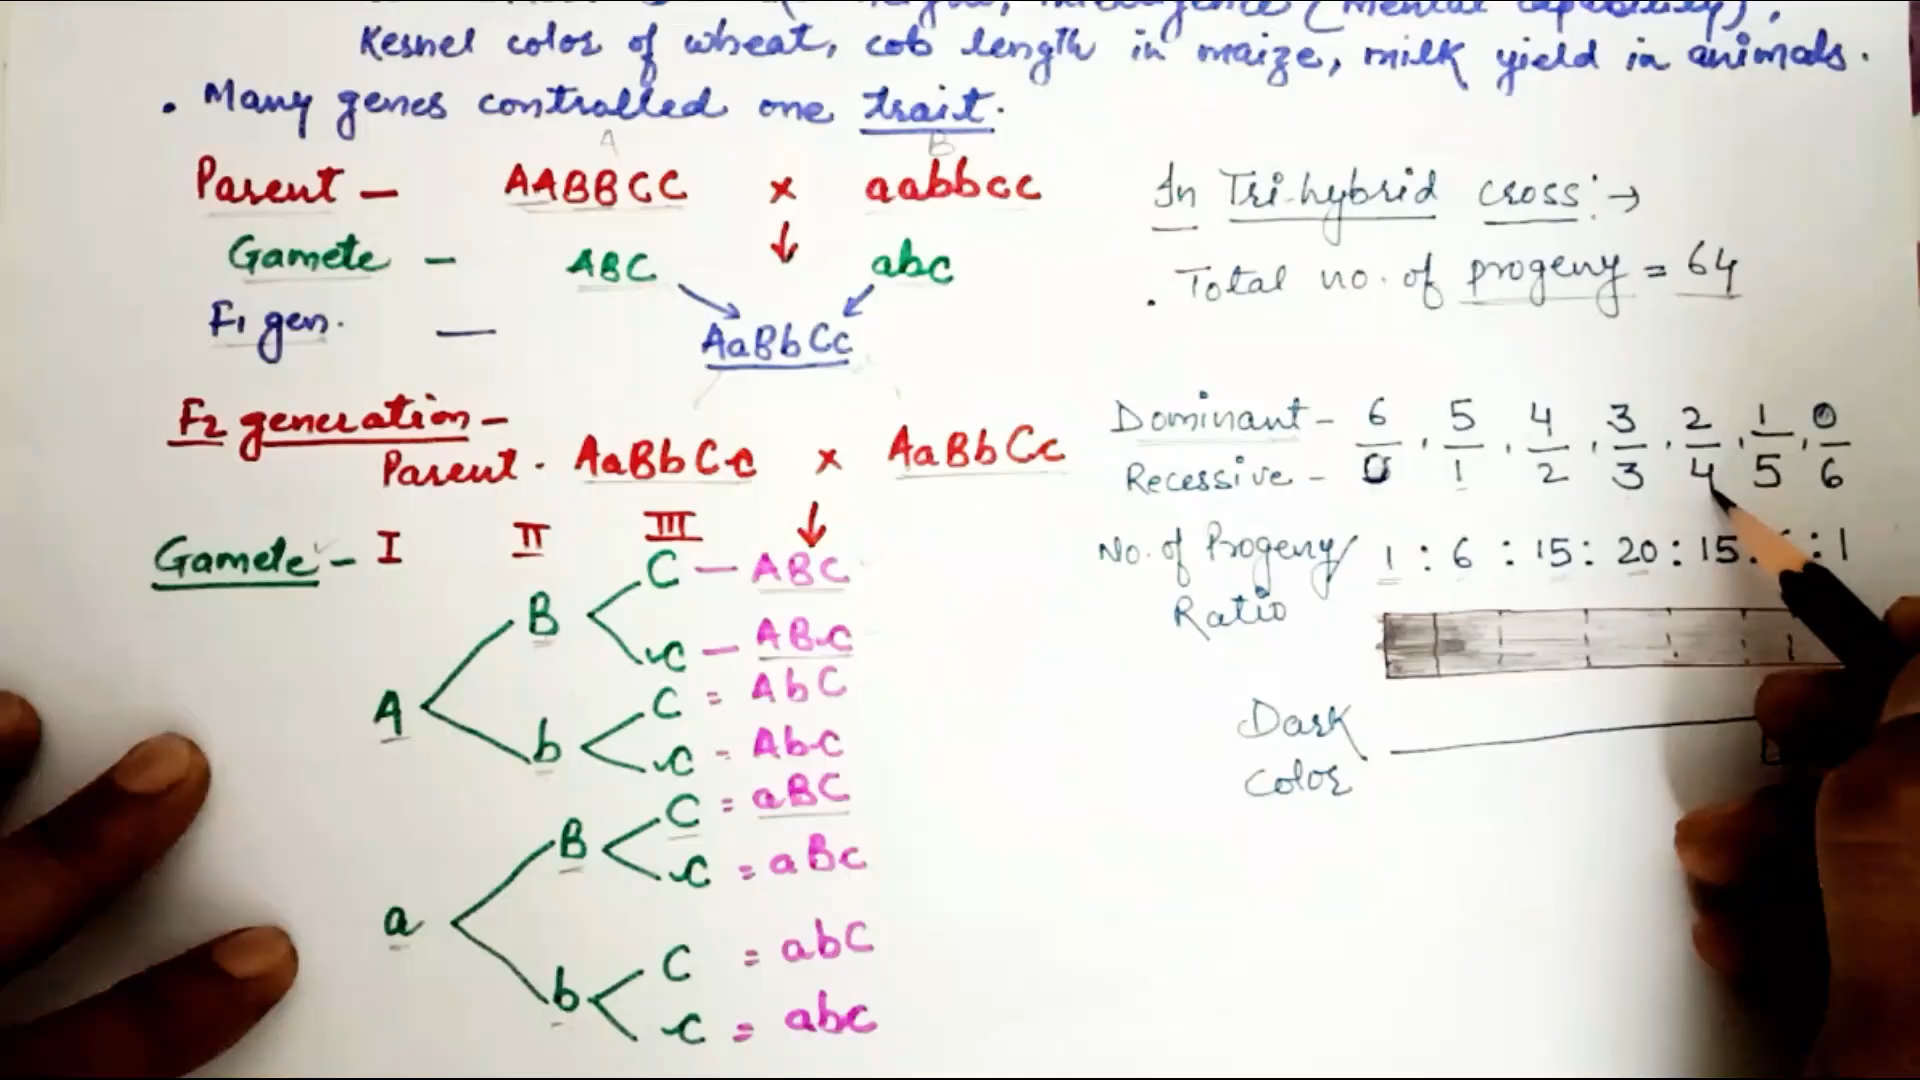 Kernel color of wheat, cob length in maize, milk yield in animals.
• Many genes controlled one trait.
A B
Parent - AABBCC × aabbcc
Gamete - ABC abc
F1 gen. - AaBbCc
F2 generation -
Parent. AaBbCc × AaBbCc
Gamete - I II III
A B C - ABC
c - ABc
b C = AbC
c - Abc
a B C = aBC
c = aBc
b C = abC
c = abc
In Tri-hybrid cross:→
. Total no. of progeny = 64
Dominant - 6, 5, 4, 3, 2, 1, 0
Recessive - 0 1 2 3 4 5 6
No. of Progeny/ 1 : 6 : 15 : 20 : 15 : : 1
Ratio
Dark
color